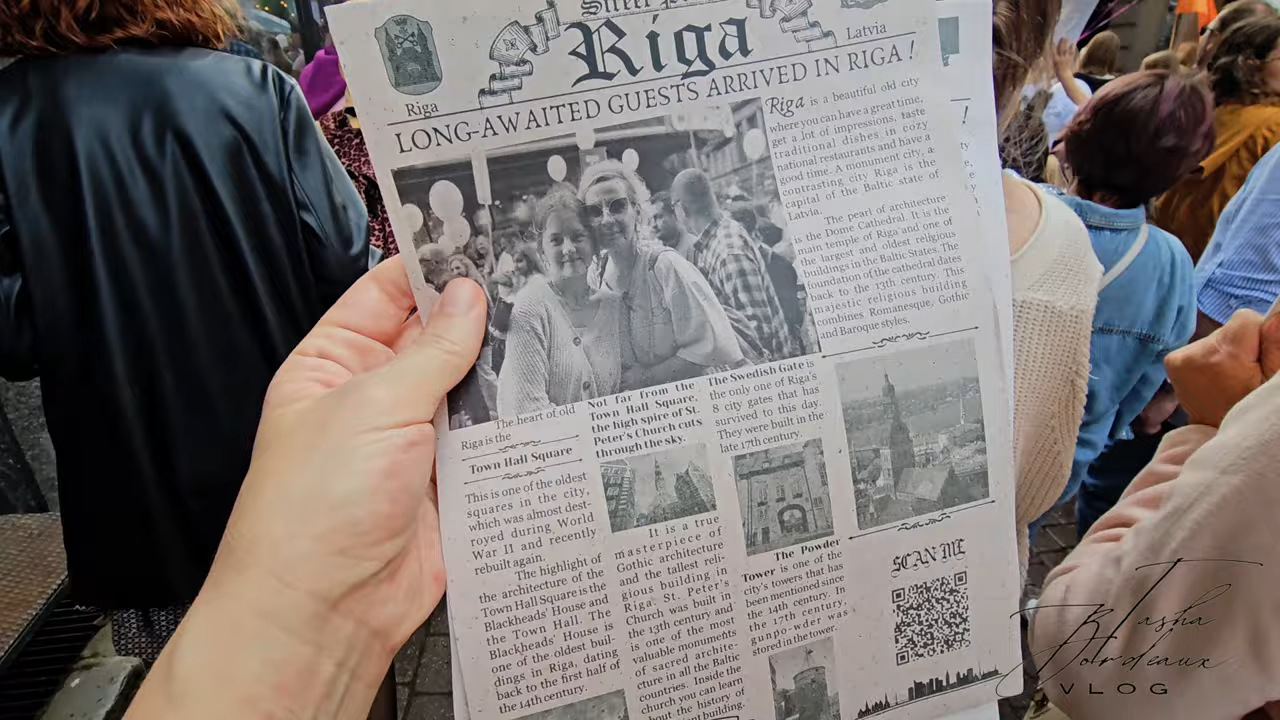 Street
Riga
Riga
Latvia
LONG-AWAITED GUESTS ARRIVED IN RIGA!
Riga is a beautiful old city
where you can have a great time,
get a lot of impressions, taste
traditional dishes in cozy
national restaurants and have a
good time. A monument city, a
contrasting city Riga is the
capital of the Baltic state of
Latvia.
The pearl of architecture
is the Dome Cathedral. It is the
main temple of Riga and one of
the largest and oldest religious
buildings in the Baltic States. The
foundation of the cathedral dates
back to the 13th century. This
majestic religious building
combines Romanesque, Gothic
and Baroque styles.
The heart of old
Riga is the
Town Hall Square
This is one of the oldest
squares in the city,
which was almost dest-
royed during World
War II and recently
rebuilt again.
The highlight of
the architecture of the
Town Hall Square is the
Blackheads' House and
the Town Hall. The
Blackheads' House is
one of the oldest buil-
dings in Riga, dating
back to the first half of
the 14th century.
Not far from the
Town Hall Square,
the high spire of St.
Peter's Church cuts
through the sky.
It is a true
masterpiece of
Gothic architecture
and the tallest reli-
gious building in
Riga. St. Peter's
Church was built in
the 13th century and
is one of the most
valuable monuments
of sacred archite-
cture in all the Baltic
countries. Inside the
church you can learn
about the history of
building.
The Swedish Gate is
the only one of Riga's
8 city gates that has
survived to this day.
They were built in the
late 17th century.
The Powder
Tower is one of the
city's towers that has
been mentioned since
the 14th century. In
the 17th century,
gunpo-wder was
stored in the tower.
SCAN ME
Tasha
Bordeaux
VLOG